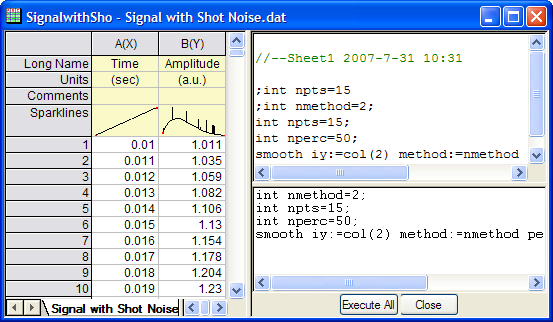 SignalwithSho - Signal with Shot Noise.dat
A(X) B(Y)
Long Name Time Amplitude
Units (sec) (a.u.)
Comments
Sparklines
1 0.01 1.011
2 0.011 1.035
3 0.012 1.059
4 0.013 1.082
5 0.014 1.106
6 0.015 1.13
7 0.016 1.154
8 0.017 1.178
9 0.018 1.204
10 0.019 1.23
Signal with Shot Noise
//--Sheet1 2007-7-31 10:31
;int npts=15
;int nmethod=2;
int npts=15;
int nperc=50;
smooth iy:=col(2) method:=nmethod
int nmethod=2;
int npts=15;
int nperc=50;
smooth iy:=col(2) method:=nmethod pe
Execute All Close